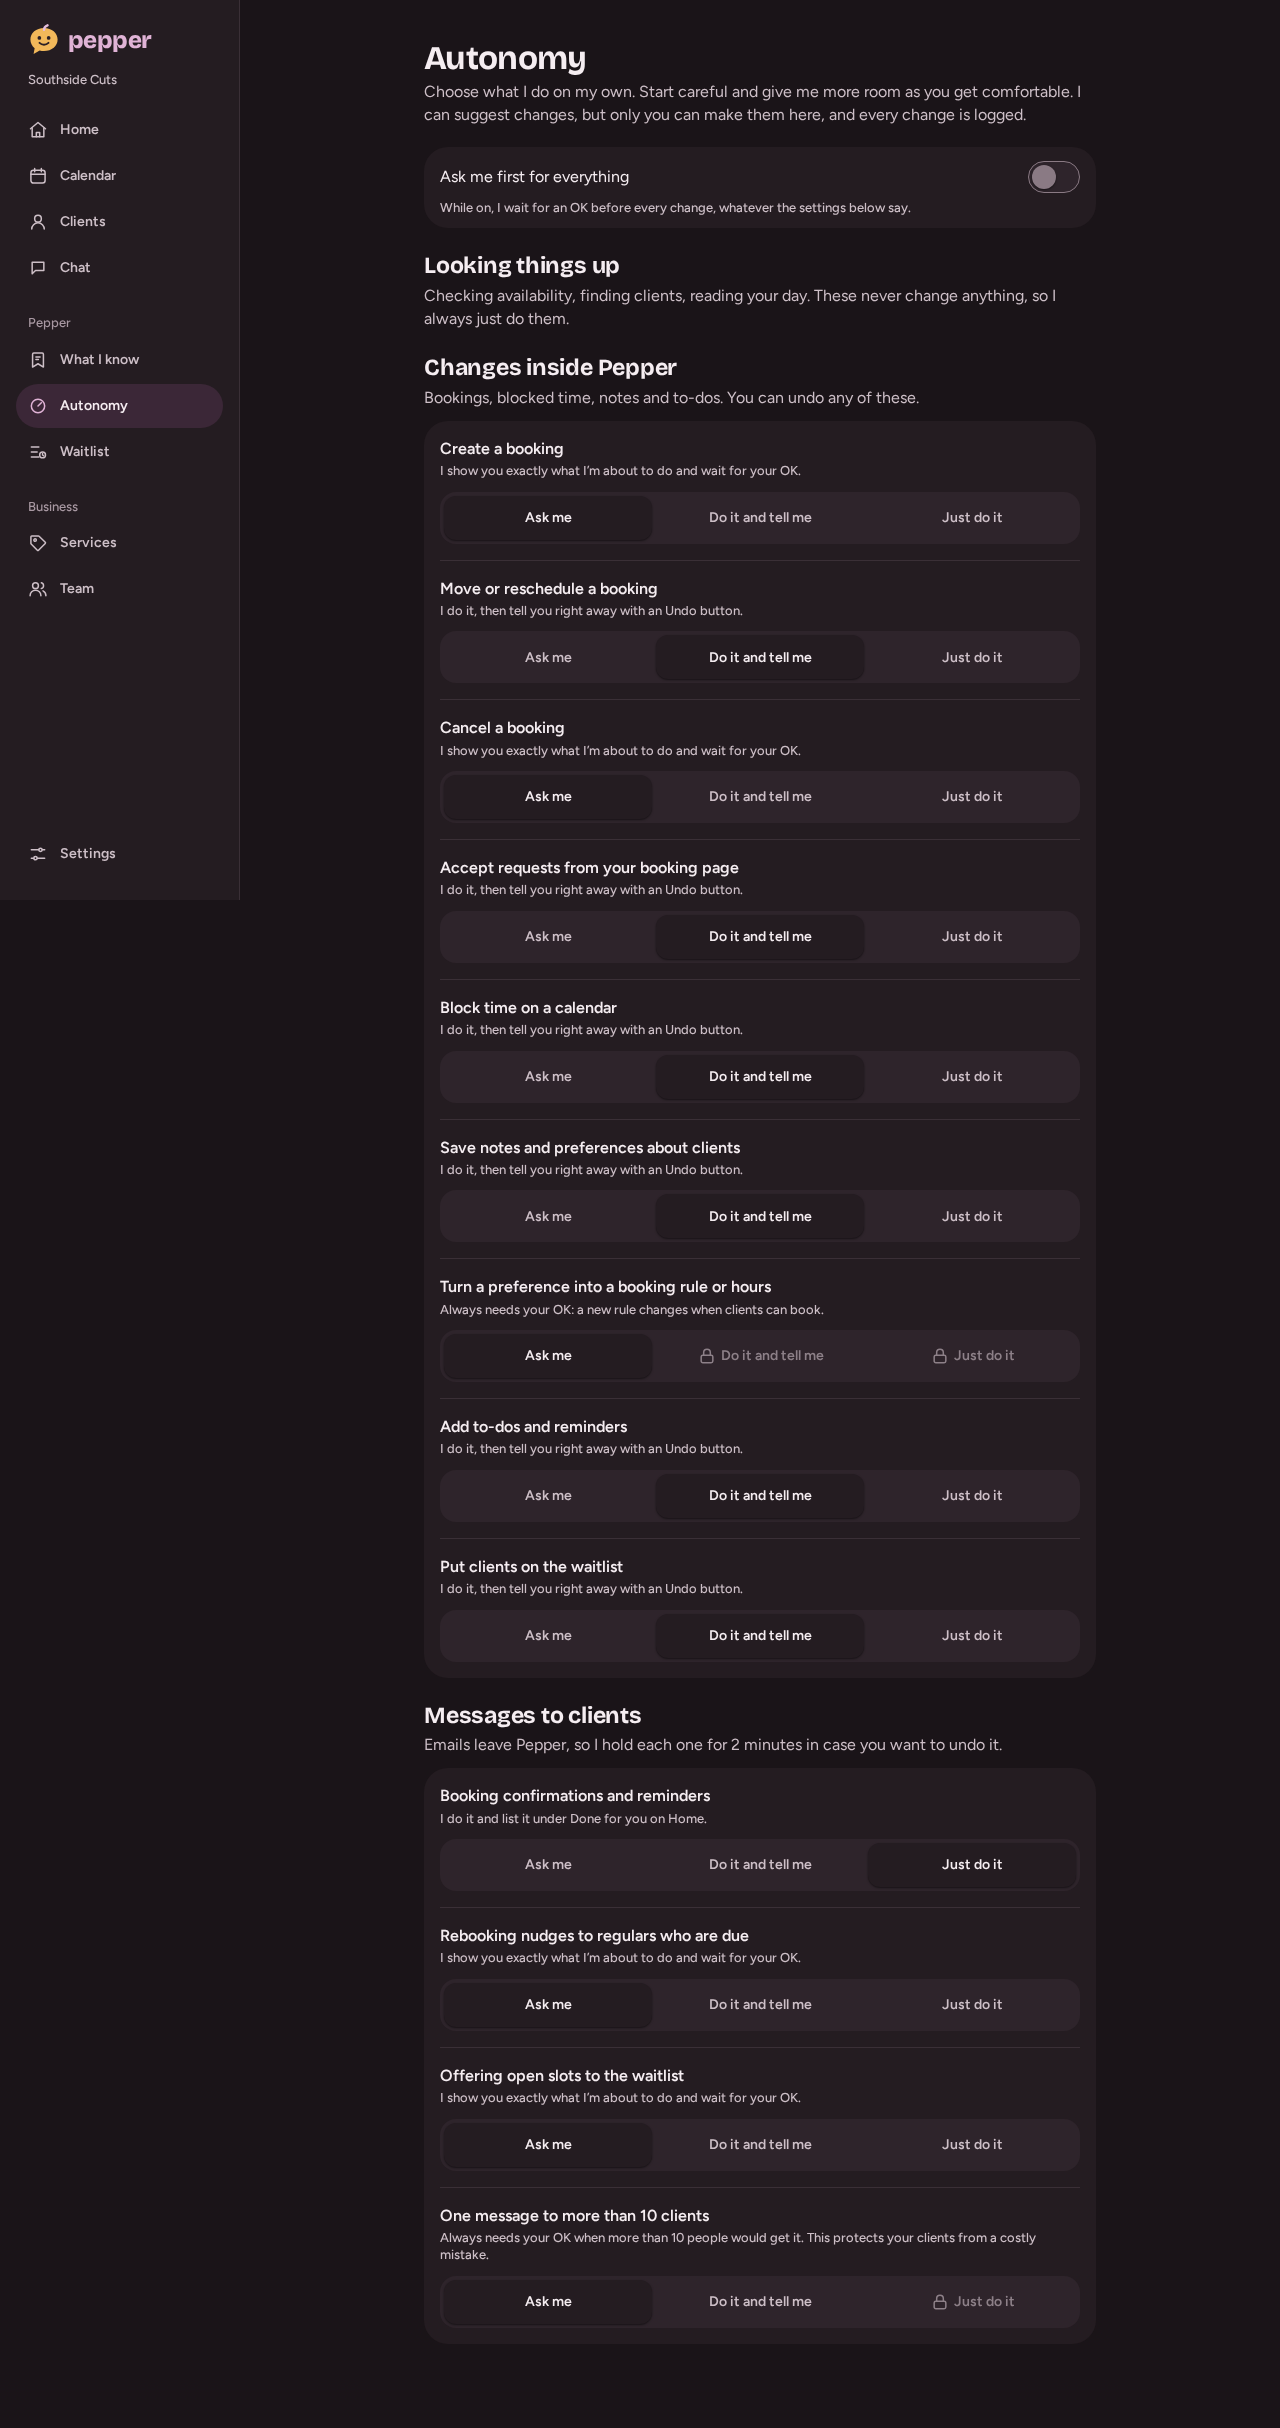 pepper
Southside Cuts
Home
Calendar
Clients
Chat
Pepper
What I know
Autonomy
Waitlist
Business
Services
Team
Settings
Autonomy
Choose what I do on my own. Start careful and give me more room as you get comfortable. I
can suggest changes, but only you can make them here, and every change is logged.
Ask me first for everything
While on, I wait for an OK before every change, whatever the settings below say.
Looking things up
Checking availability, finding clients, reading your day. These never change anything, so I
always just do them.
Changes inside Pepper
Bookings, blocked time, notes and to-dos. You can undo any of these.
Create a booking
I show you exactly what I'm about to do and wait for your OK.
Ask me Do it and tell me Just do it
Move or reschedule a booking
I do it, then tell you right away with an Undo button.
Ask me Do it and tell me Just do it
Cancel a booking
I show you exactly what I'm about to do and wait for your OK.
Ask me Do it and tell me Just do it
Accept requests from your booking page
I do it, then tell you right away with an Undo button.
Ask me Do it and tell me Just do it
Block time on a calendar
I do it, then tell you right away with an Undo button.
Ask me Do it and tell me Just do it
Save notes and preferences about clients
I do it, then tell you right away with an Undo button.
Ask me Do it and tell me Just do it
Turn a preference into a booking rule or hours
Always needs your OK: a new rule changes when clients can book.
Ask me Do it and tell me Just do it
Add to-dos and reminders
I do it, then tell you right away with an Undo button.
Ask me Do it and tell me Just do it
Put clients on the waitlist
I do it, then tell you right away with an Undo button.
Ask me Do it and tell me Just do it
Messages to clients
Emails leave Pepper, so I hold each one for 2 minutes in case you want to undo it.
Booking confirmations and reminders
I do it and list it under Done for you on Home.
Ask me Do it and tell me Just do it
Rebooking nudges to regulars who are due
I show you exactly what I'm about to do and wait for your OK.
Ask me Do it and tell me Just do it
Offering open slots to the waitlist
I show you exactly what I'm about to do and wait for your OK.
Ask me Do it and tell me Just do it
One message to more than 10 clients
Always needs your OK when more than 10 people would get it. This protects your clients from a costly
mistake.
Ask me Do it and tell me Just do it